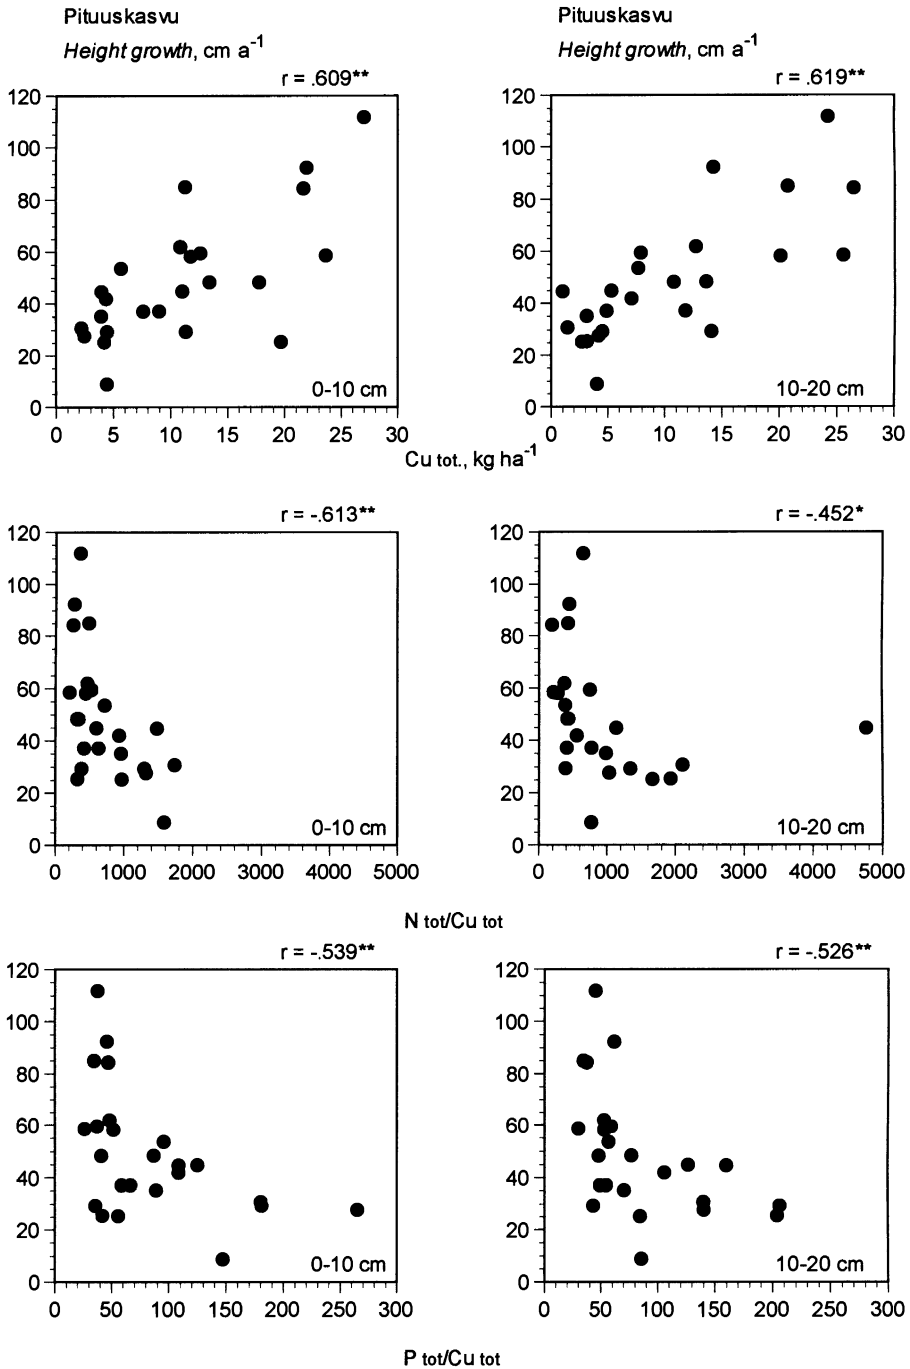 Pituuskasvu
Height growth, cm a⁻¹
r = .609**
120
100
80
60
40
20
0
0 5 10 15 20 25 30
0-10 cm
Pituuskasvu
Height growth, cm a⁻¹
r = .619**
120
100
80
60
40
20
0
0 5 10 15 20 25 30
10-20 cm
Cu tot., kg ha⁻¹
r = -.613**
120
100
80
60
40
20
0
0 1000 2000 3000 4000 5000
0-10 cm
r = -.452*
120
100
80
60
40
20
0
0 1000 2000 3000 4000 5000
10-20 cm
N tot/Cu tot
r = -.539**
120
100
80
60
40
20
0
0 50 100 150 200 250 300
0-10 cm
r = -.526**
120
100
80
60
40
20
0
0 50 100 150 200 250 300
10-20 cm
P tot/Cu tot